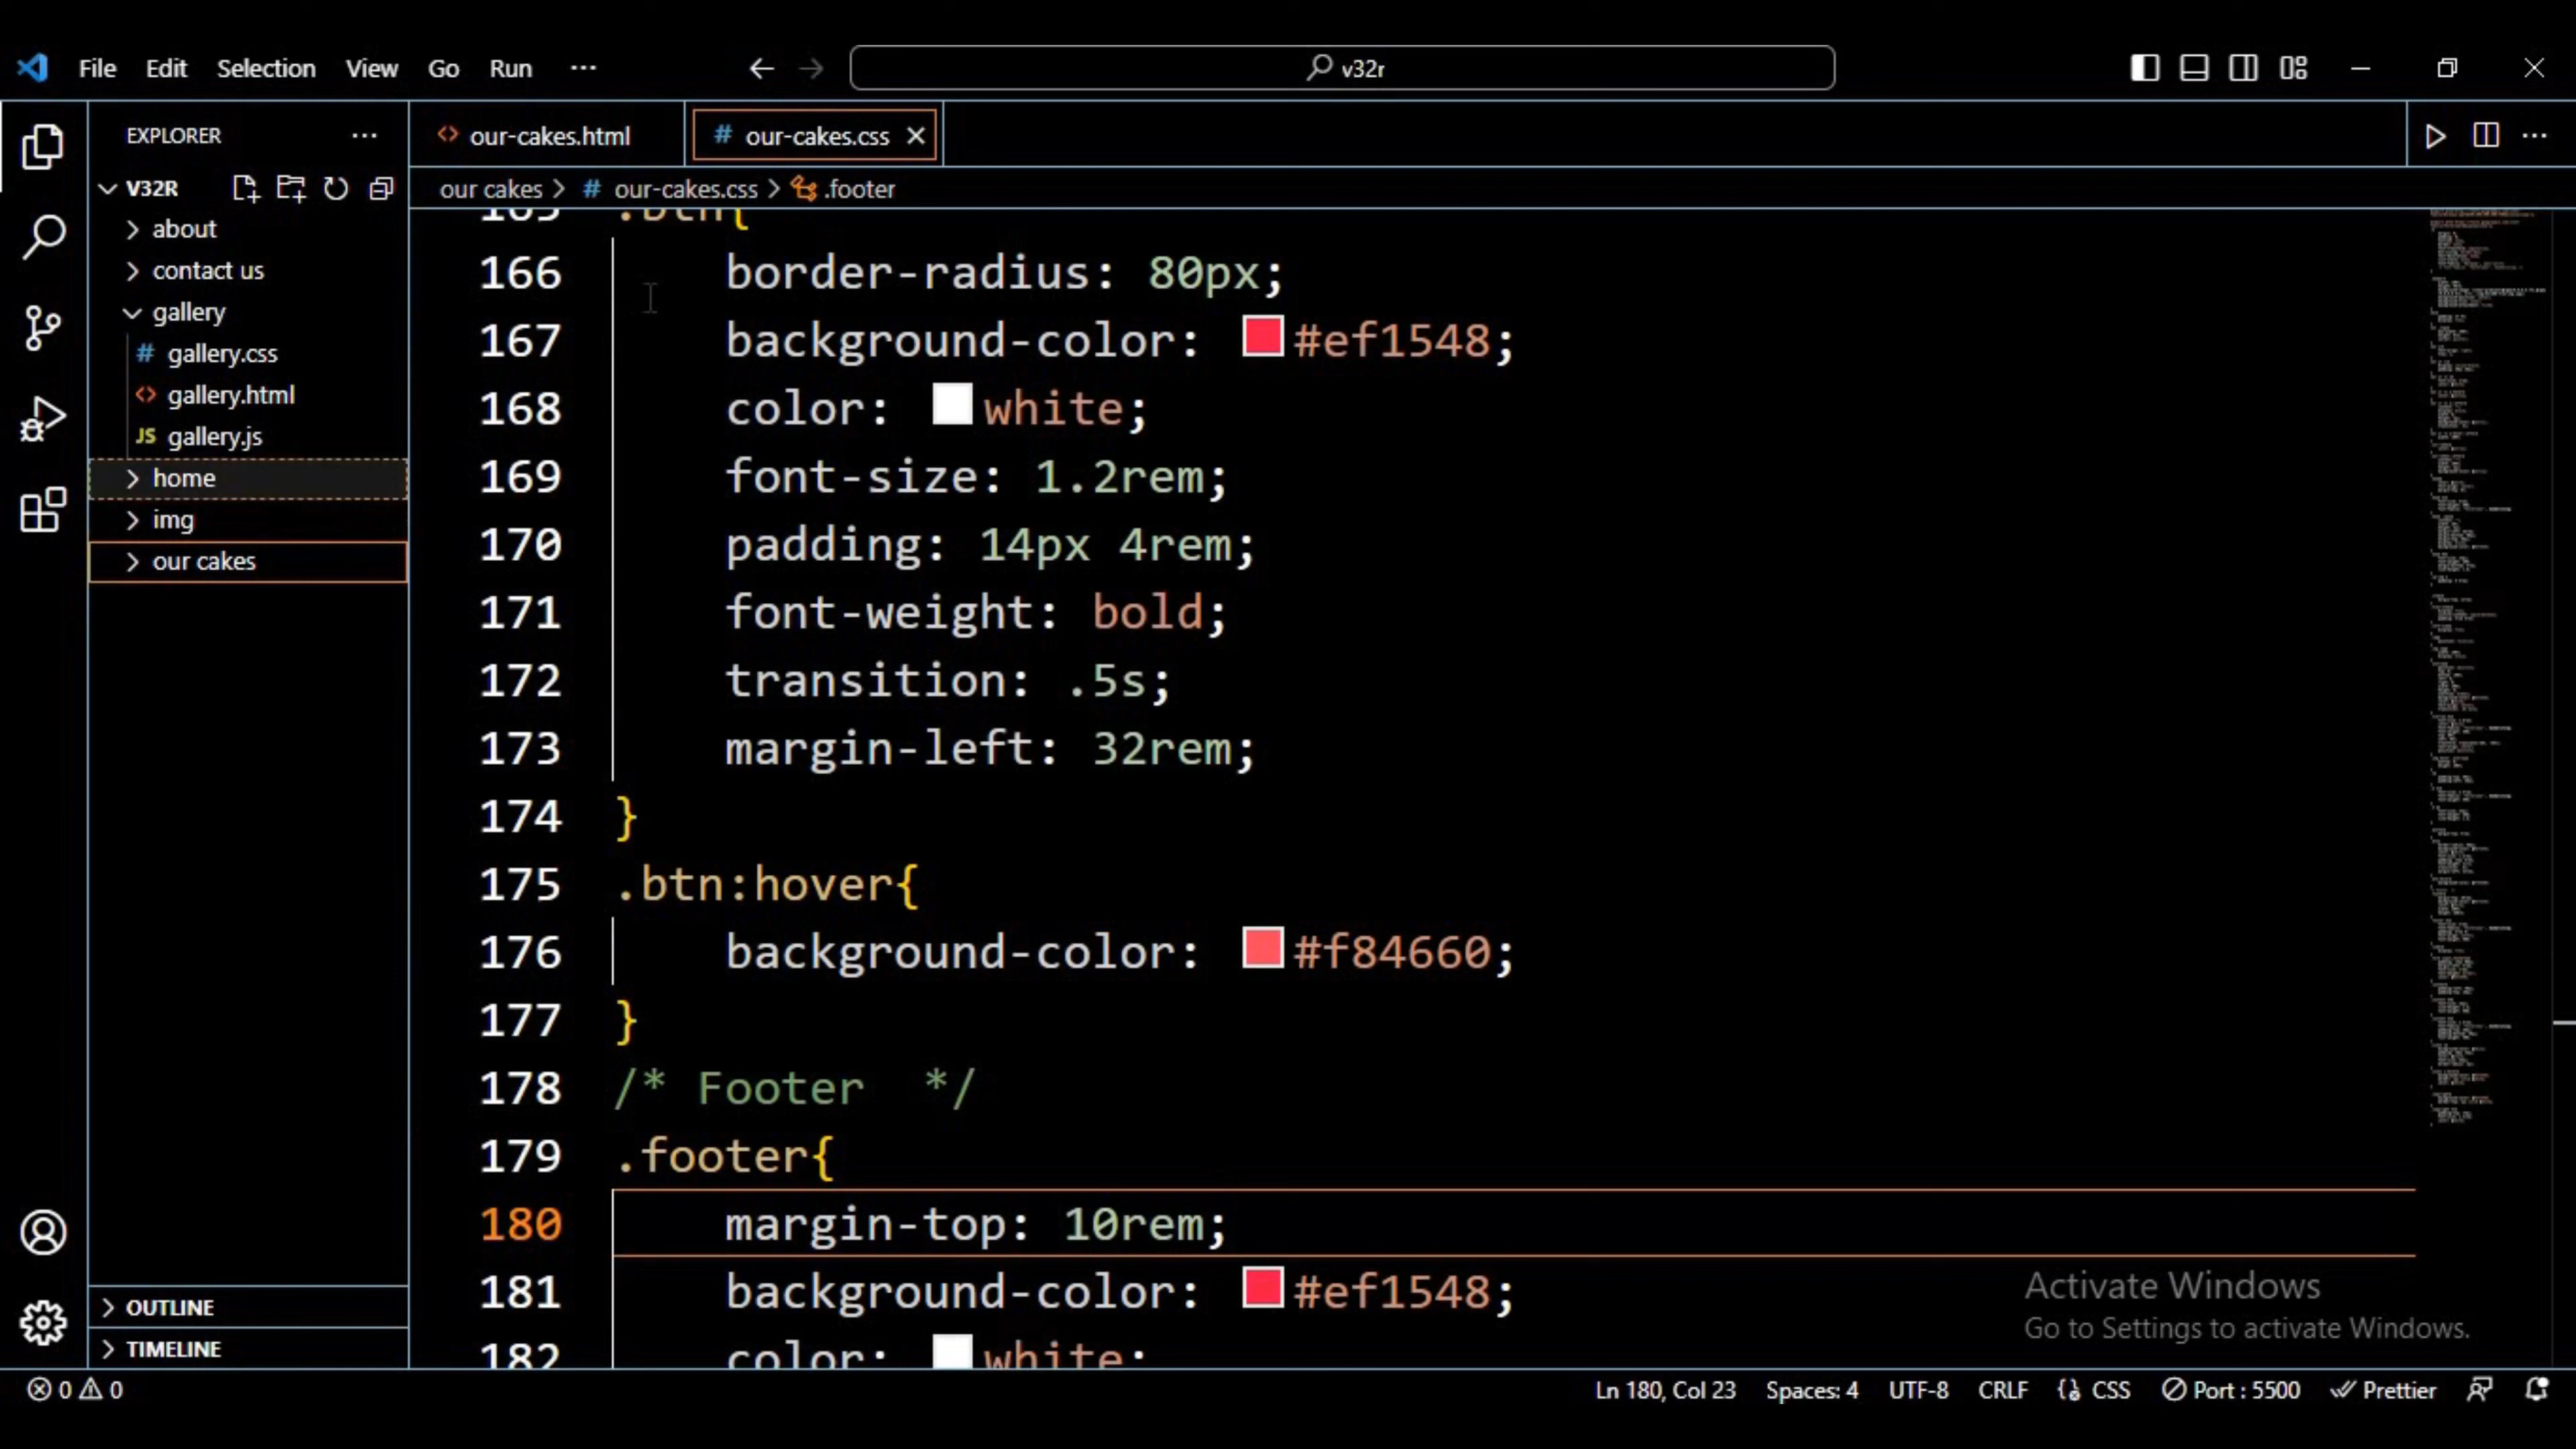 File Edit Selection View Go Run ··· v32r
EXPLORER ···
our-cakes.html # our-cakes.css
V32R
our cakes > # our-cakes.css > .footer
about
contact us
gallery
# gallery.css
gallery.html
JS gallery.js
home
img
our cakes
OUTLINE
TIMELINE
165 .btn{
166 border-radius: 80px;
167 background-color: #ef1548;
168 color: white;
169 font-size: 1.2rem;
170 padding: 14px 4rem;
171 font-weight: bold;
172 transition: .5s;
173 margin-left: 32rem;
174 }
175 .btn:hover{
176 background-color: #f84660;
177 }
178 /* Footer  */
179 .footer{
180 margin-top: 10rem;
181 background-color: #ef1548;
182 color: white;
Activate Windows
Go to Settings to activate Windows.
0 0 Ln 180, Col 23 Spaces: 4 UTF-8 CRLF CSS Port : 5500 Prettier